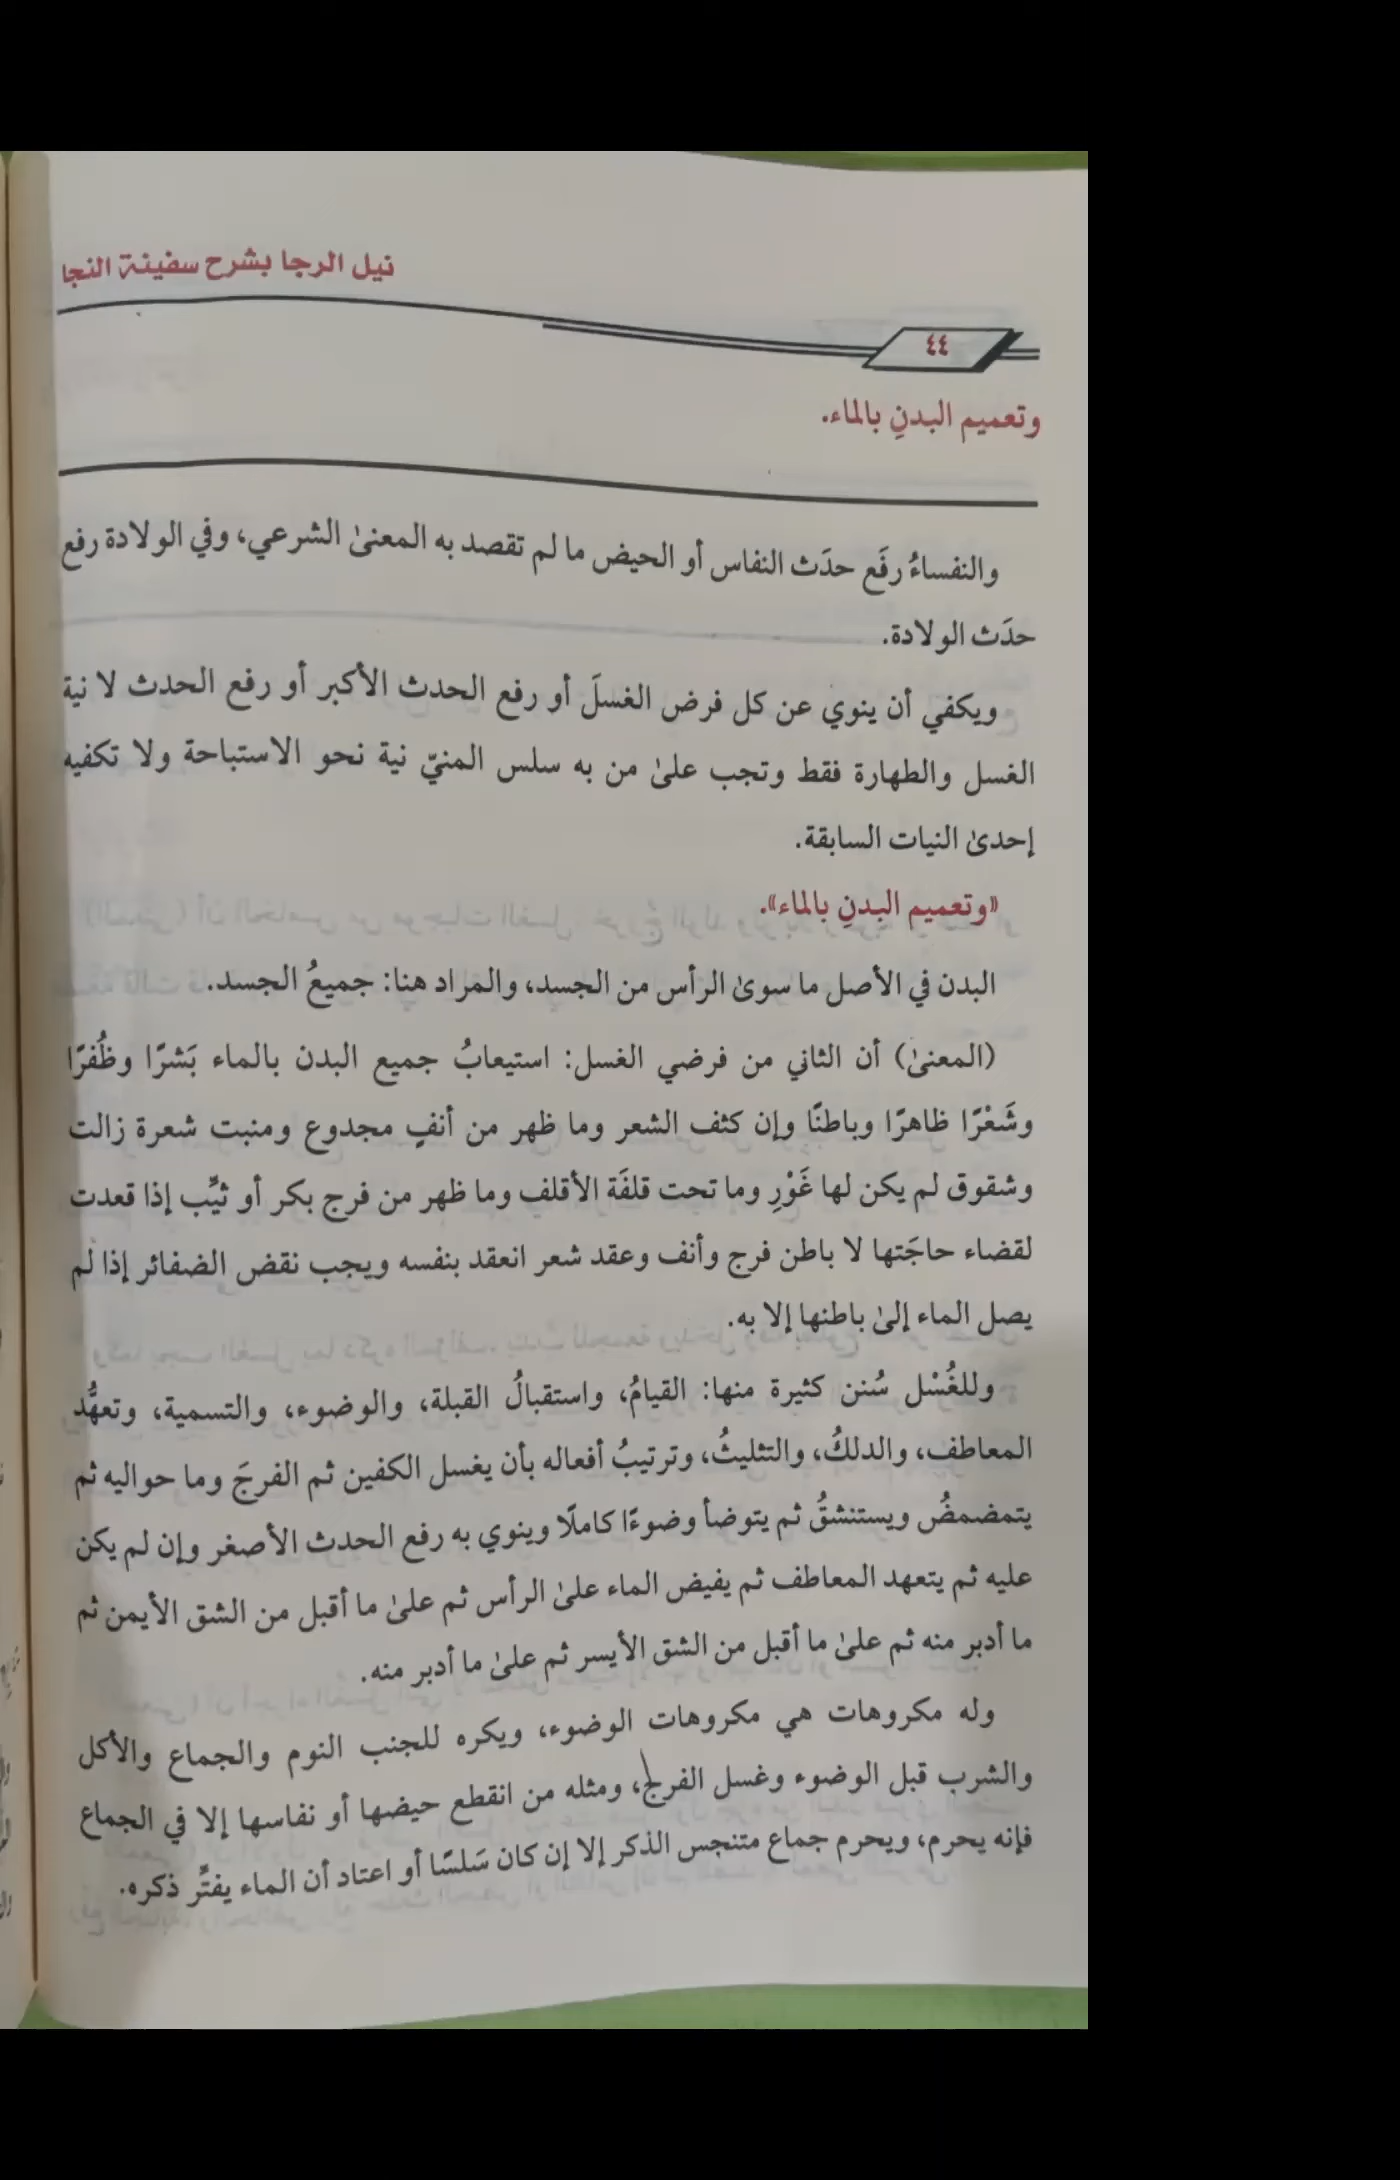 نيل الرجا بشرح سفينة النجا
٤٤
وتعميم البدنِ بالماء.
والنفساءُ رفَع حدَث النفاس أو الحيض ما لم تقصد به المعنىٰ الشرعي، وفي الولادة رفع
حدَث الولادة.
ويكفي أن ينوي عن كل فرض الغسلَ أو رفع الحدث الأكبر أو رفع الحدث لا نية
الغسل والطهارة فقط وتجب علىٰ من به سلس المنيّ نية نحو الاستباحة ولا تكفيه
إحدىٰ النيات السابقة.
«وتعميم البدنِ بالماء».
البدن في الأصل ما سوىٰ الرأس من الجسد، والمراد هنا: جميعُ الجسد.
(المعنىٰ) أن الثاني من فرضي الغسل: استيعابُ جميع البدن بالماء بَشرًا وظُفرًا
وشَعْرًا ظاهرًا وباطنًا وإن كثف الشعر وما ظهر من أنفٍ مجدوع ومنبت شعرة زالت
وشقوق لم يكن لها غَوْرِ وما تحت قلفَة الأقلف وما ظهر من فرج بكر أو ثيِّب إذا قعدت
لقضاء حاجَتها لا باطن فرج وأنف وعقد شعر انعقد بنفسه ويجب نقض الضفائر إذا لم
يصل الماء إلىٰ باطنها إلا به.
وللغُسْل سُنن كثيرة منها: القيامُ، واستقبالُ القبلة، والوضوء، والتسمية، وتعهُّد
المعاطف، والدلكُ، والتثليثُ، وترتيبُ أفعاله بأن يغسل الكفين ثم الفرجَ وما حواليه ثم
يتمضمضُ ويستنشقُ ثم يتوضأ وضوءًا كاملًا وينوي به رفع الحدث الأصغر وإن لم يكن
عليه ثم يتعهد المعاطف ثم يفيض الماء علىٰ الرأس ثم علىٰ ما أقبل من الشق الأيمن ثم
ما أدبر منه ثم علىٰ ما أقبل من الشق الأيسر ثم علىٰ ما أدبر منه.
وله مكروهات هي مكروهات الوضوء، ويكره للجنب النوم والجماع والأكل
والشرب قبل الوضوء وغسل الفرج، ومثله من انقطع حيضها أو نفاسها إلا في الجماع
فإنه يحرم، ويحرم جماع متنجس الذكر إلا إن كان سَلسًا أو اعتاد أن الماء يفتِّر ذكره.